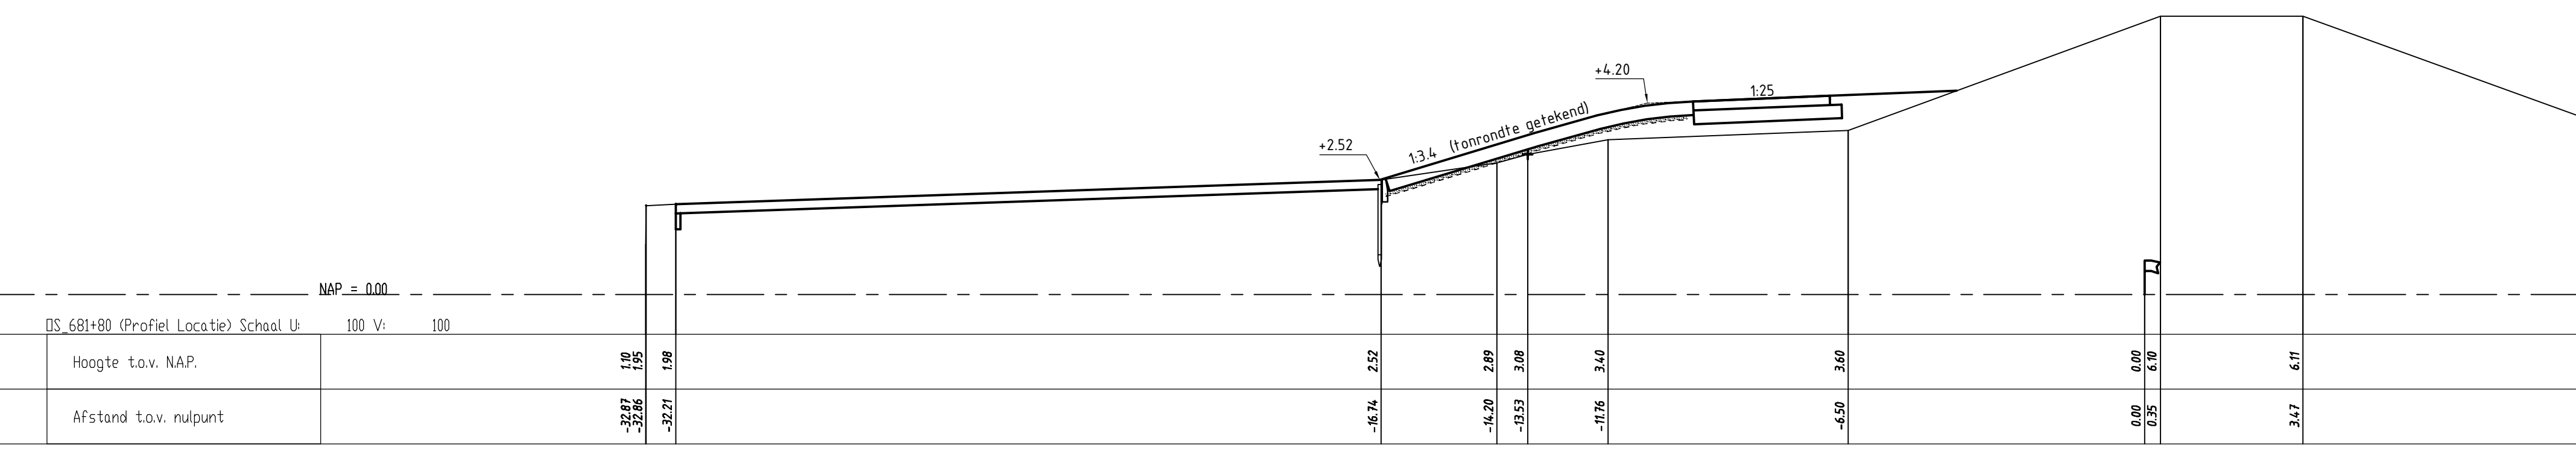 +4.20
1:25
+2.52
1:3.4 (tonrondte getekend)
NAP = 0.00
S_681+80 (Profiel Locatie) Schaal U: 100 V: 100
Hoogte t.o.v. N.A.P. 1.10 1.95 1.98 2.52 2.89 3.08 3.40 3.60 0.00 6.10 6.11
Afstand t.o.v. nulpunt -32.87 -32.86 -32.21 -16.74 -14.20 -13.53 -11.76 -6.50 0.00 0.35 3.47